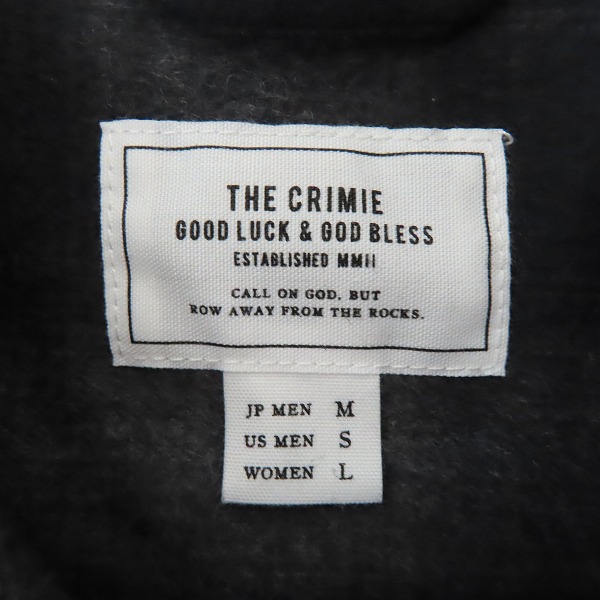 THE CRIMIE
GOOD LUCK & GOD BLESS
ESTABLISHED MMII
CALL ON GOD, BUT
ROW AWAY FROM THE ROCKS.
JP MEN M
US MEN S
WOMEN L